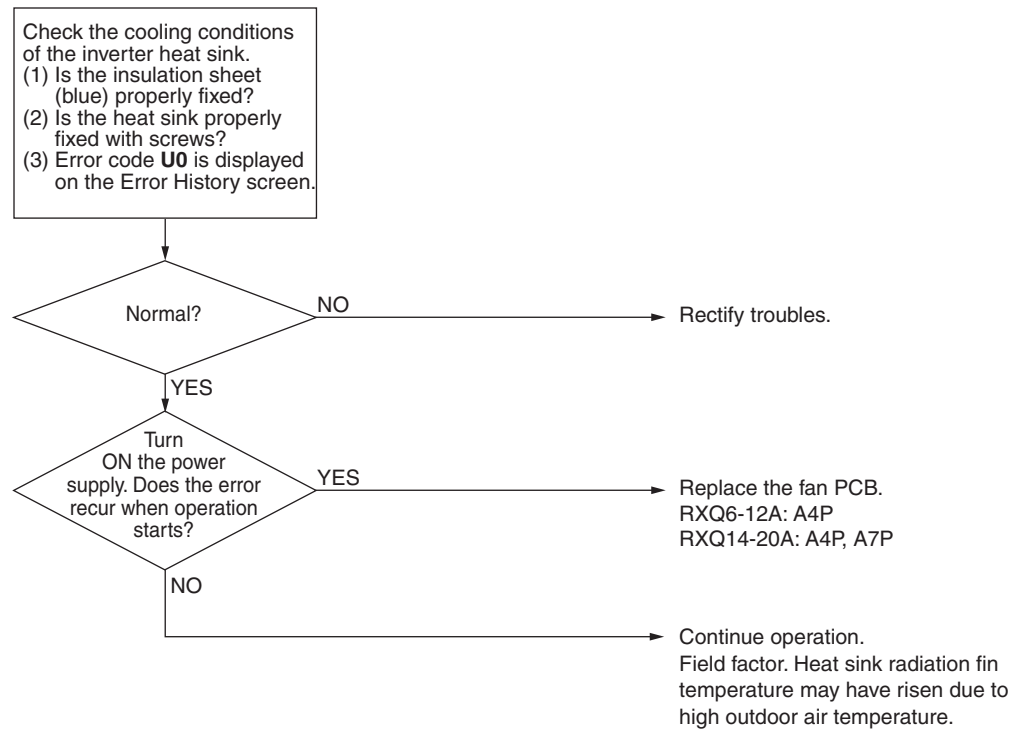 Check the cooling conditions
of the inverter heat sink.
(1) Is the insulation sheet
(blue) properly fixed?
(2) Is the heat sink properly
fixed with screws?
(3) Error code U0 is displayed
on the Error History screen.
Normal?
NO
Rectify troubles.
YES
Turn
ON the power
supply. Does the error
recur when operation
starts?
YES
Replace the fan PCB.
RXQ6-12A: A4P
RXQ14-20A: A4P, A7P
NO
Continue operation.
Field factor. Heat sink radiation fin
temperature may have risen due to
high outdoor air temperature.